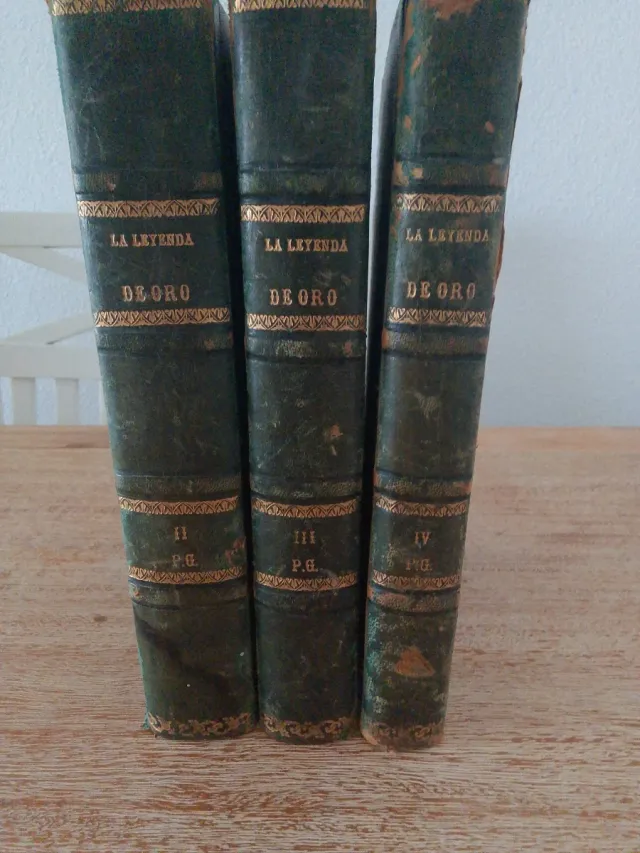 LA LEYENDA
DE ORO
II
P.G.
LA LEYENDA
DE ORO
III
P.G.
LA LEYENDA
DE ORO
IV
P.G.